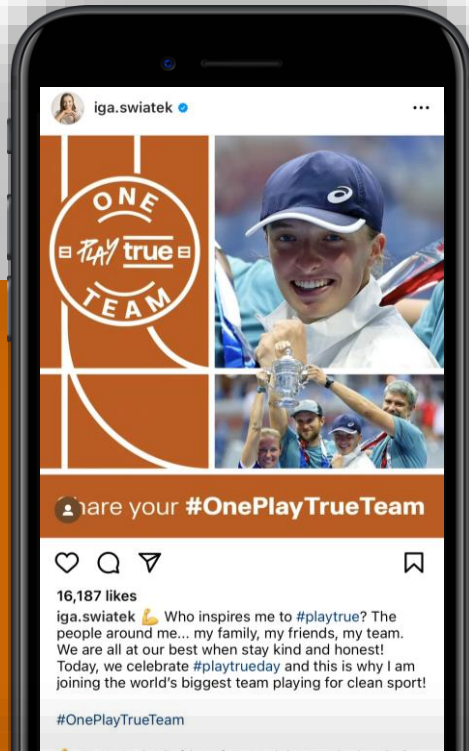 iga.swiatek
ONE
PLAY true
TEAM
hare your #OnePlayTrueTeam
16,187 likes
iga.swiatek 💪 Who inspires me to #playtrue? The
people around me... my family, my friends, my team.
We are all at our best when stay kind and honest!
Today, we celebrate #playtrueday and this is why I am
joining the world's biggest team playing for clean sport!
#OnePlayTrueTeam